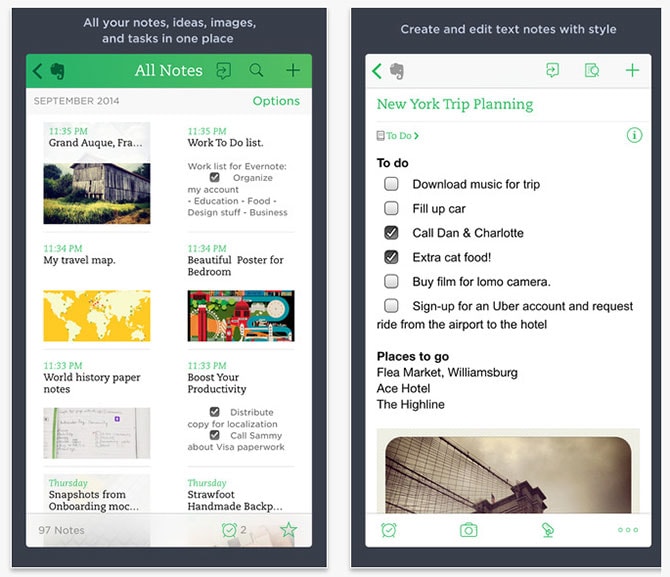 All your notes, ideas, images,
and tasks in one place
All Notes
SEPTEMBER 2014
Options
11:35 PM
Grand Auque, Fra...
11:35 PM
Work To Do list.
Work list for Evernote:
Organize
my account
- Education - Food -
Design stuff - Business
11:34 PM
My travel map.
11:34 PM
Beautiful Poster for
Bedroom
11:33 PM
World history paper
notes
11:33 PM
Boost Your
Productivity
Distribute
copy for localization
Call Sammy
about Visa paperwork
Thursday
Snapshots from
Onboarding moc...
Thursday
Strawfoot
Handmade Backp...
97 Notes
2
Create and edit text notes with style
New York Trip Planning
To Do >
To do
Download music for trip
Fill up car
Call Dan & Charlotte
Extra cat food!
Buy film for lomo camera.
Sign-up for an Uber account and request
ride from the airport to the hotel
Places to go
Flea Market, Williamsburg
Ace Hotel
The Highline